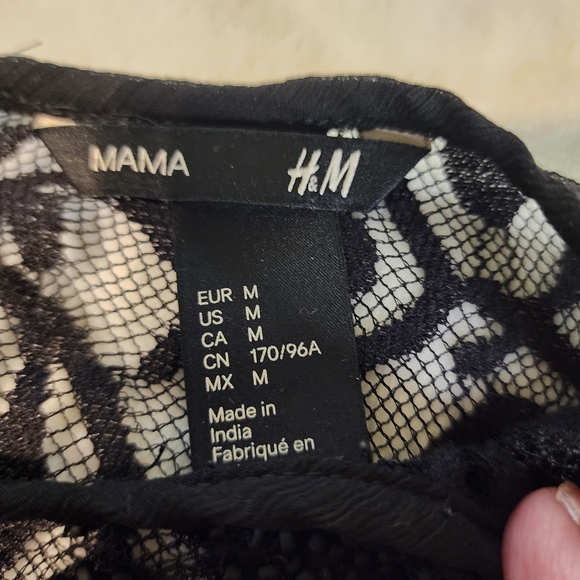 MAMA H&M
EUR M
US M
CA M
CN 170/96A
MX M
Made in
India
Fabriqué en